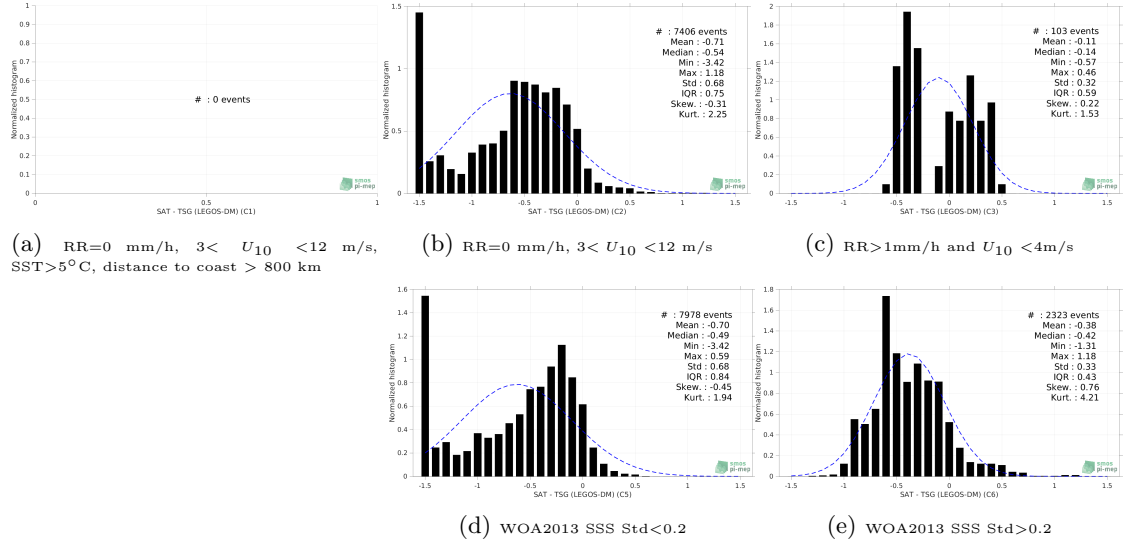 Normalized histogram
1
0.9
0.8
0.7
0.6
0.5
0.4
0.3
0.2
0.1
0
# : 0 events
smos
pi-mep
0 0.5 1
SAT - TSG (LEGOS-DM) (C1)
(a) RR=0 mm/h, 3< U10 <12 m/s,
SST>5°C, distance to coast > 800 km
Normalized histogram
1.5
1
0.5
0
# : 7406 events
Mean : -0.71
Median : -0.54
Min : -3.42
Max : 1.18
Std : 0.68
IQR : 0.75
Skew. : -0.31
Kurt. : 2.25
smos
pi-mep
-1.5 -1 -0.5 0 0.5 1 1.5
SAT - TSG (LEGOS-DM) (C2)
(b) RR=0 mm/h, 3< U10 <12 m/s
Normalized histogram
2
1.8
1.6
1.4
1.2
1
0.8
0.6
0.4
0.2
0
# : 103 events
Mean : -0.11
Median : -0.14
Min : -0.57
Max : 0.46
Std : 0.32
IQR : 0.59
Skew. : 0.22
Kurt. : 1.53
smos
pi-mep
-1.5 -1 -0.5 0 0.5 1 1.5
SAT - TSG (LEGOS-DM) (C3)
(c) RR>1mm/h and U10 <4m/s
Normalized histogram
1.6
1.4
1.2
1
0.8
0.6
0.4
0.2
0
# : 7978 events
Mean : -0.70
Median : -0.49
Min : -3.42
Max : 0.59
Std : 0.68
IQR : 0.84
Skew. : -0.45
Kurt. : 1.94
smos
pi-mep
-1.5 -1 -0.5 0 0.5 1 1.5
SAT - TSG (LEGOS-DM) (C5)
(d) WOA2013 SSS Std<0.2
Normalized histogram
1.8
1.6
1.4
1.2
1
0.8
0.6
0.4
0.2
0
# : 2323 events
Mean : -0.38
Median : -0.42
Min : -1.31
Max : 1.18
Std : 0.33
IQR : 0.43
Skew. : 0.76
Kurt. : 4.21
smos
pi-mep
-1.5 -1 -0.5 0 0.5 1 1.5
SAT - TSG (LEGOS-DM) (C6)
(e) WOA2013 SSS Std>0.2